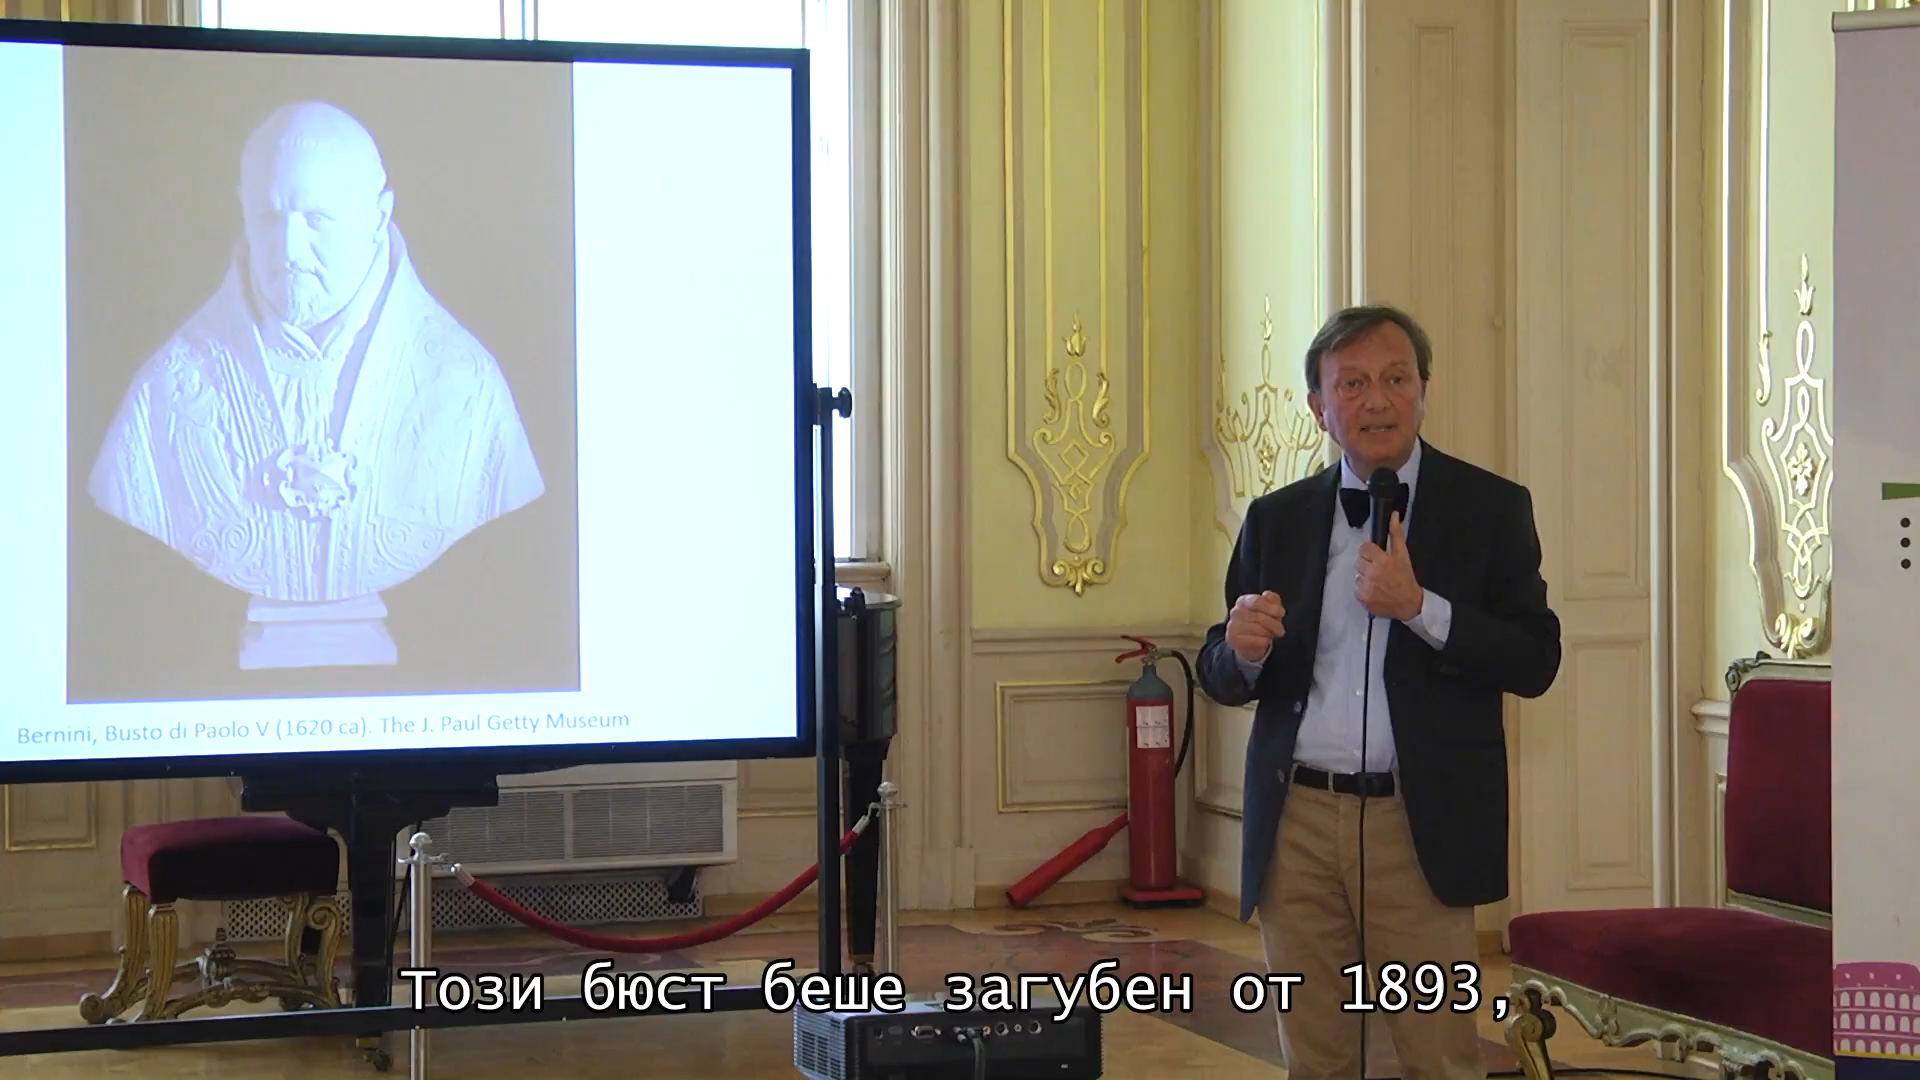 Bernini, Busto di Paolo V (1620 ca). The J. Paul Getty Museum
Този бюст беше загубен от 1893,